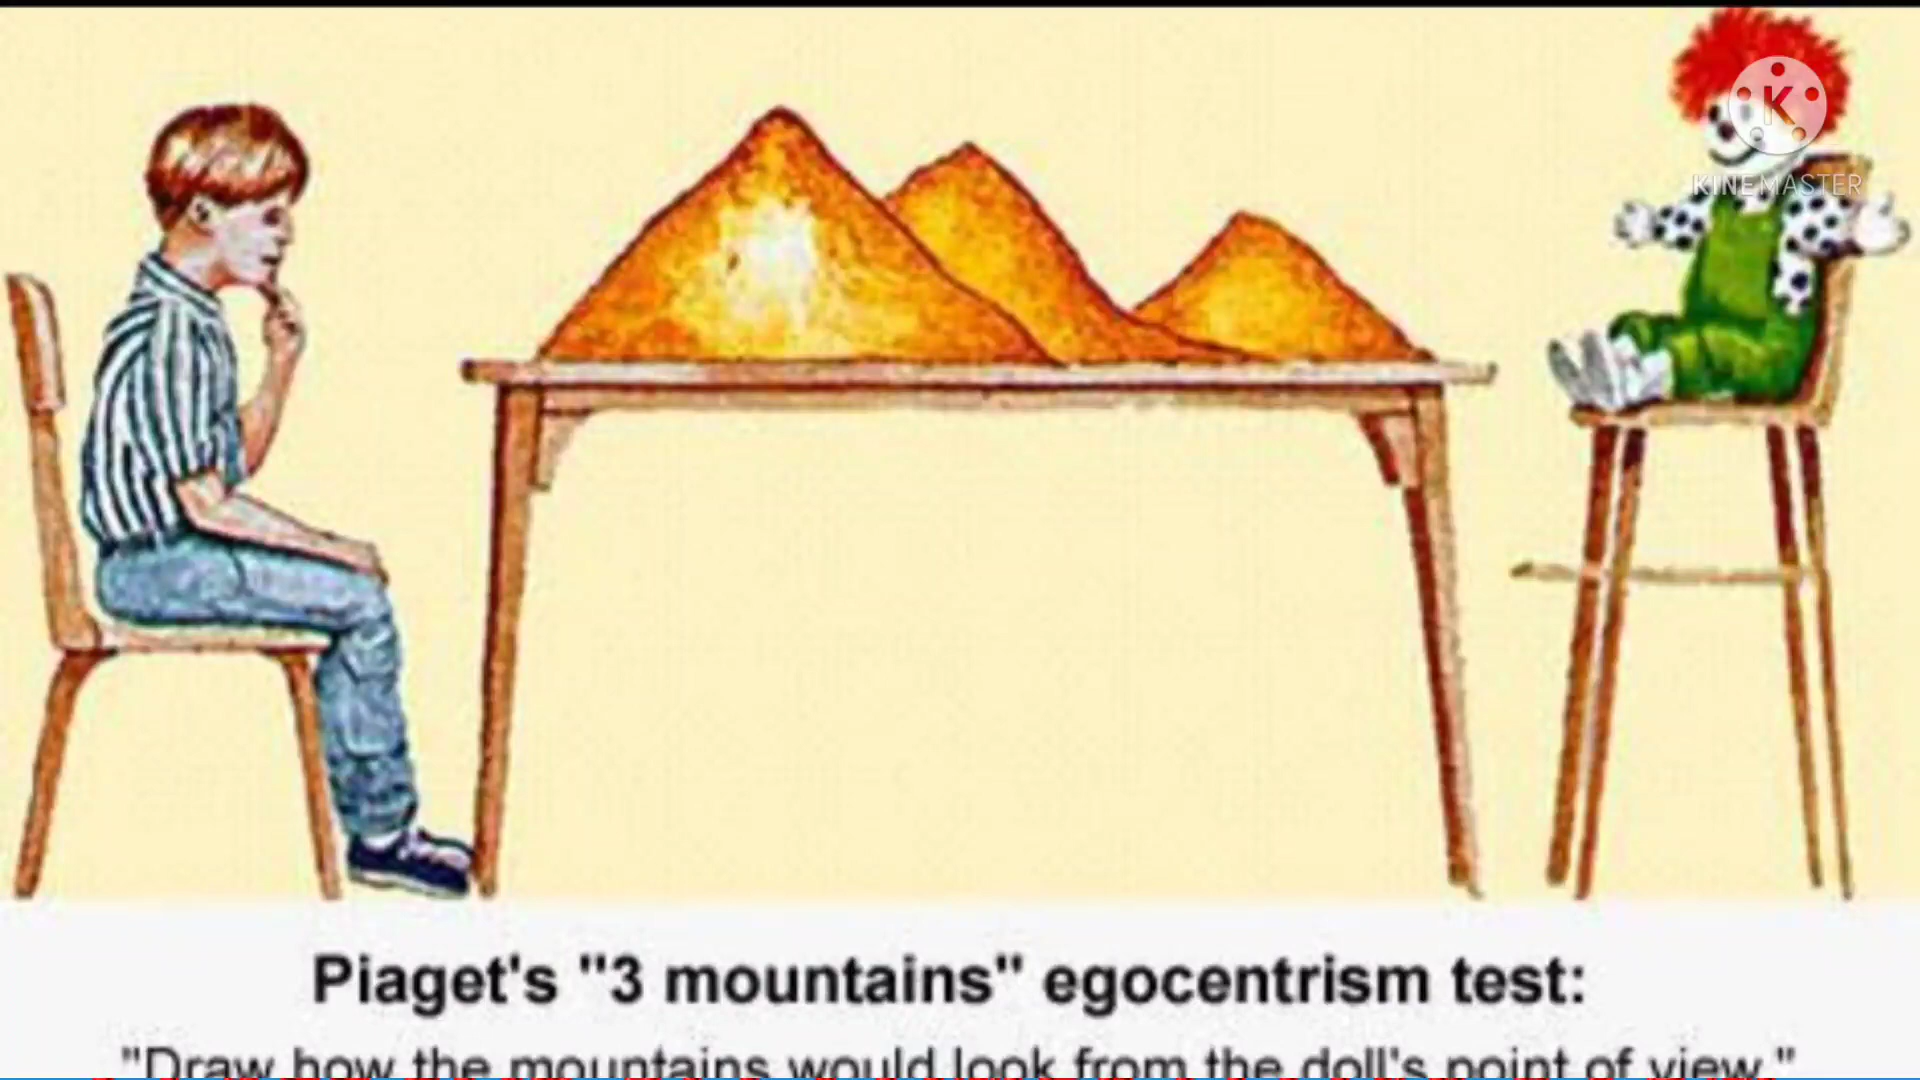 K
KINEMASTER
Piaget's "3 mountains" egocentrism test:
"Draw how the mountains would look from the doll's point of view."